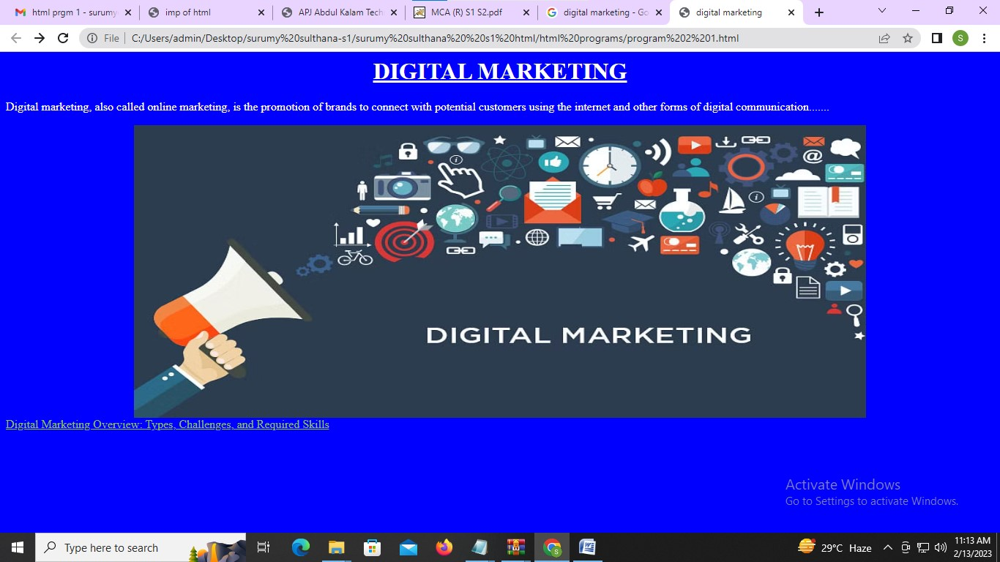 html prgm 1 - surumy
imp of html
APJ Abdul Kalam Tech
MCA (R) S1 S2.pdf
digital marketing - Go
digital marketing
File
C:/Users/admin/Desktop/surumy%20sulthana-s1/surumy%20sulthana%20%20s1%20html/html%20programs/program%202%201.html
S
DIGITAL MARKETING
Digital marketing, also called online marketing, is the promotion of brands to connect with potential customers using the internet and other forms of digital communication.......
DIGITAL MARKETING
Digital Marketing Overview: Types, Challenges, and Required Skills
Activate Windows
Go to Settings to activate Windows.
Type here to search
29°C Haze
11:13 AM
2/13/2023